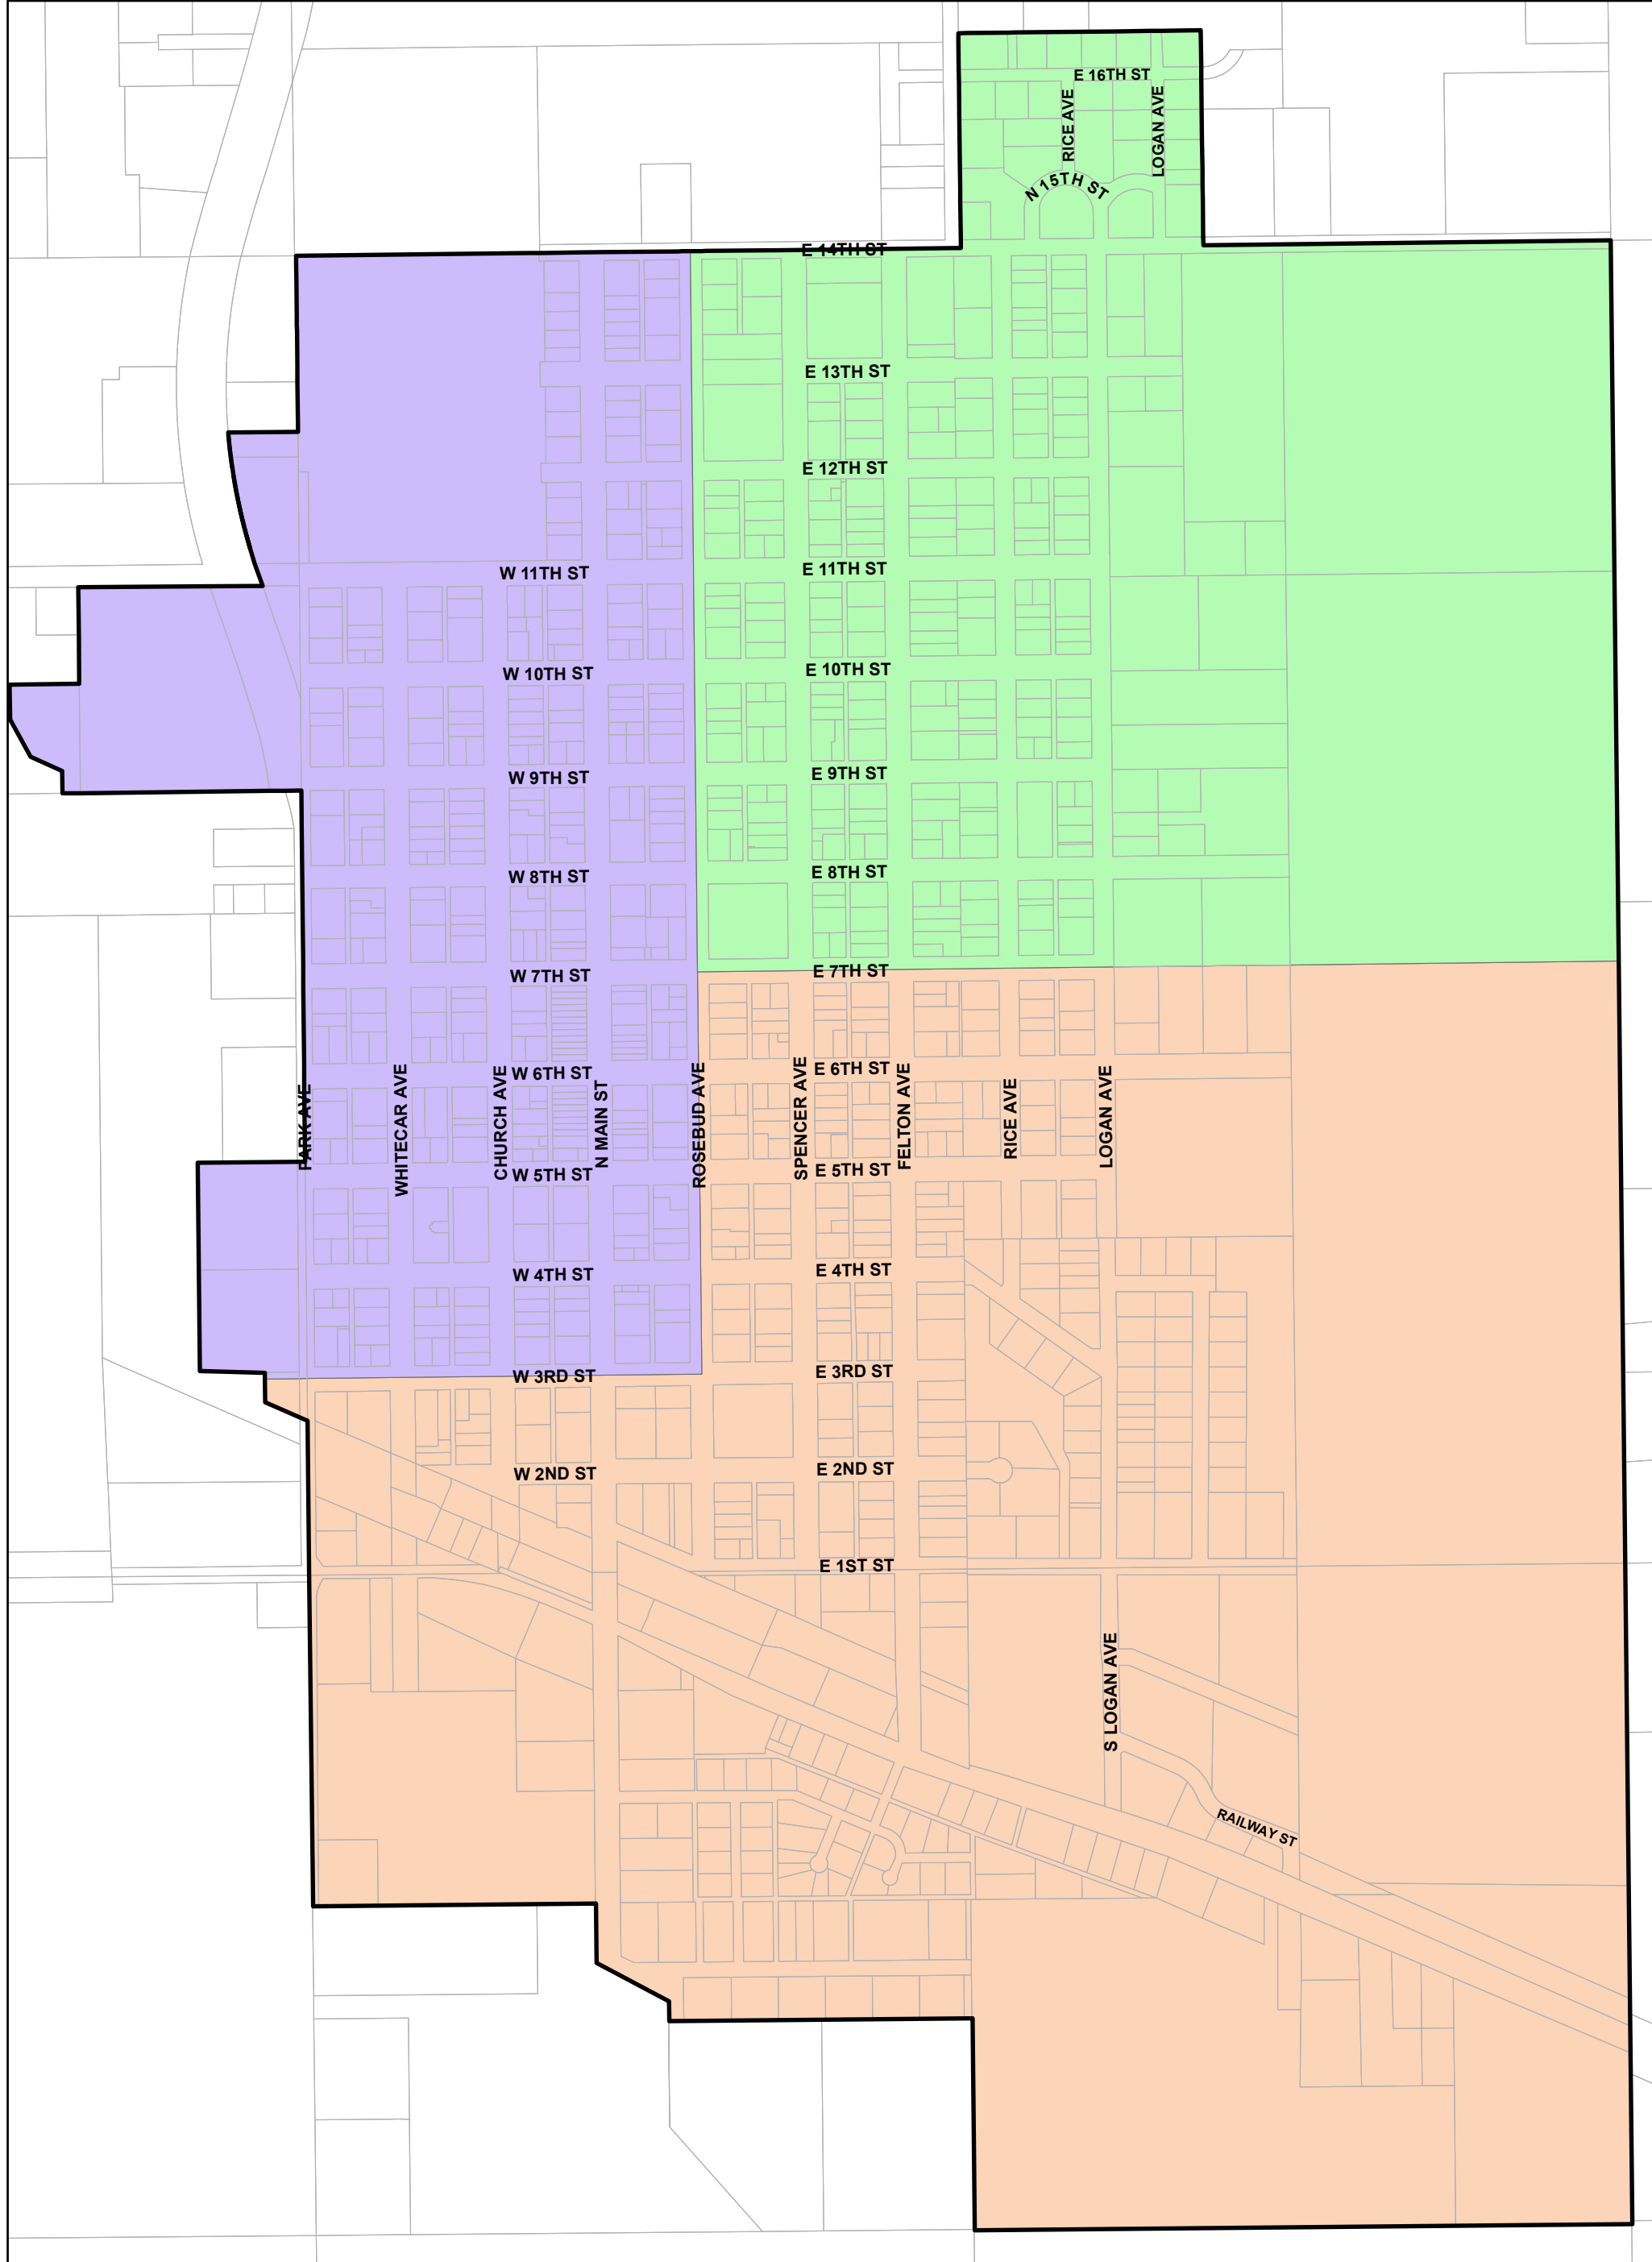 E 16TH ST
RICE AVE
LOGAN AVE
N 15TH ST
E 14TH ST
E 13TH ST
E 12TH ST
W 11TH ST
E 11TH ST
W 10TH ST
E 10TH ST
W 9TH ST
E 9TH ST
W 8TH ST
E 8TH ST
W 7TH ST
E 7TH ST
W 6TH ST
E 6TH ST
PARK AVE
WHITECAR AVE
CHURCH AVE
N MAIN ST
ROSEBUD AVE
SPENCER AVE
FELTON AVE
RICE AVE
LOGAN AVE
W 5TH ST
E 5TH ST
W 4TH ST
E 4TH ST
W 3RD ST
E 3RD ST
W 2ND ST
E 2ND ST
E 1ST ST
S LOGAN AVE
RAILWAY ST